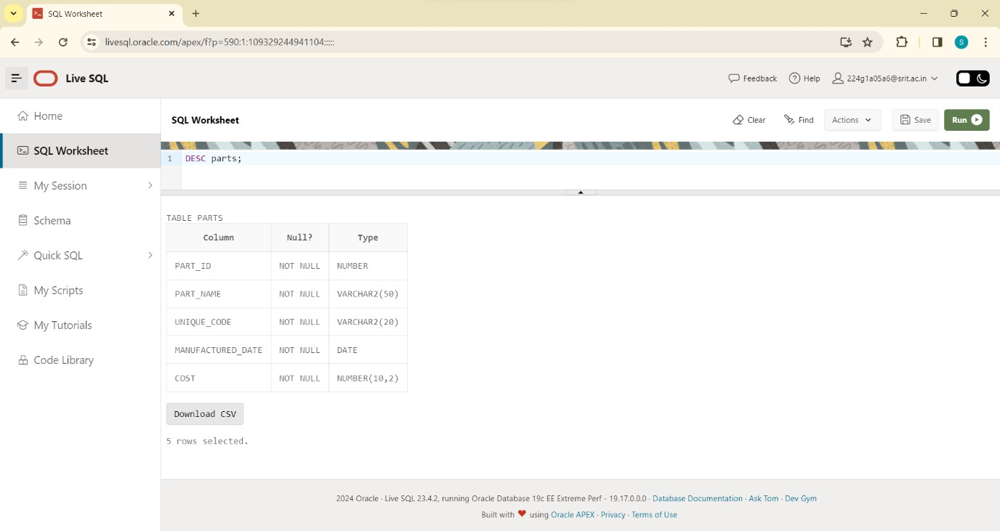 SQL Worksheet
livesql.oracle.com/apex/f?p=590:1:109329244941104:::::
S
Live SQL
Feedback
Help
224g1a05a6@srit.ac.in
Home
SQL Worksheet
My Session
Schema
Quick SQL
My Scripts
My Tutorials
Code Library
SQL Worksheet
Clear
Find
Actions
Save
Run
1 DESC parts;
TABLE PARTS
Column Null? Type
PART_ID NOT NULL NUMBER
PART_NAME NOT NULL VARCHAR2(50)
UNIQUE_CODE NOT NULL VARCHAR2(20)
MANUFACTURED_DATE NOT NULL DATE
COST NOT NULL NUMBER(10,2)
Download CSV
5 rows selected.
2024 Oracle · Live SQL 23.4.2, running Oracle Database 19c EE Extreme Perf - 19.17.0.0.0 · Database Documentation · Ask Tom · Dev Gym
Built with ❤ using Oracle APEX · Privacy · Terms of Use